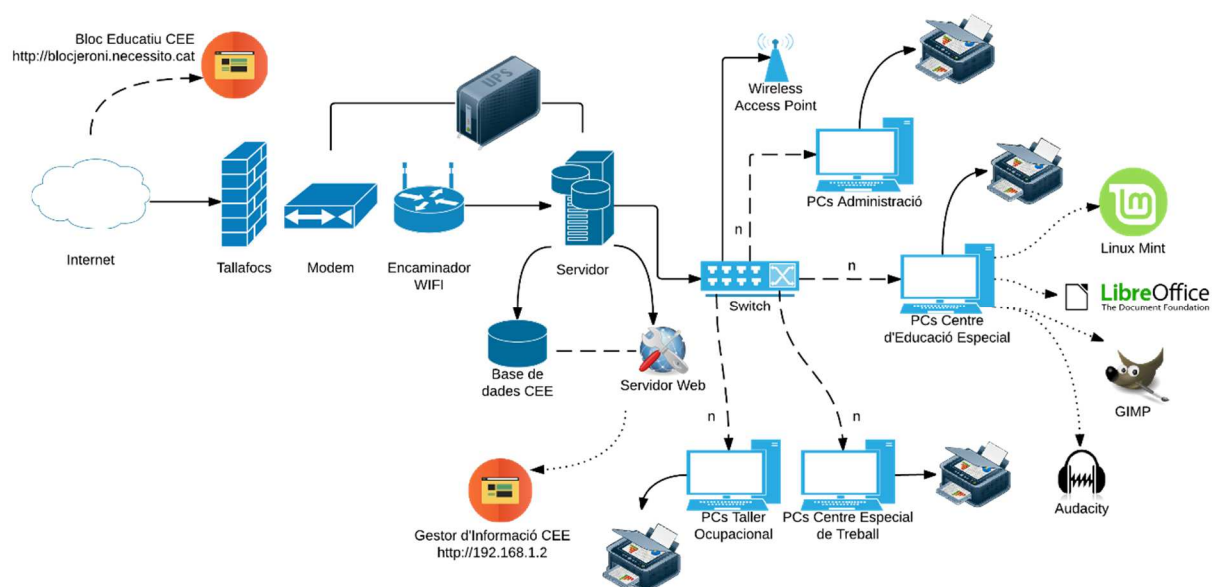 Bloc Educatiu CEE
http://blocjeroni.necessito.cat
UPS
Wireless
Access Point
PCs Administració
Internet
Tallafocs
Modem
Encaminador
WIFI
Servidor
n
n
Switch
PCs Centre
d'Educació Especial
Linux Mint
LibreOffice
The Document Foundation
GIMP
Base de
dades CEE
Servidor Web
n
n
Audacity
Gestor d'Informació CEE
http://192.168.1.2
PCs Taller
Ocupacional
PCs Centre Especial
de Treball